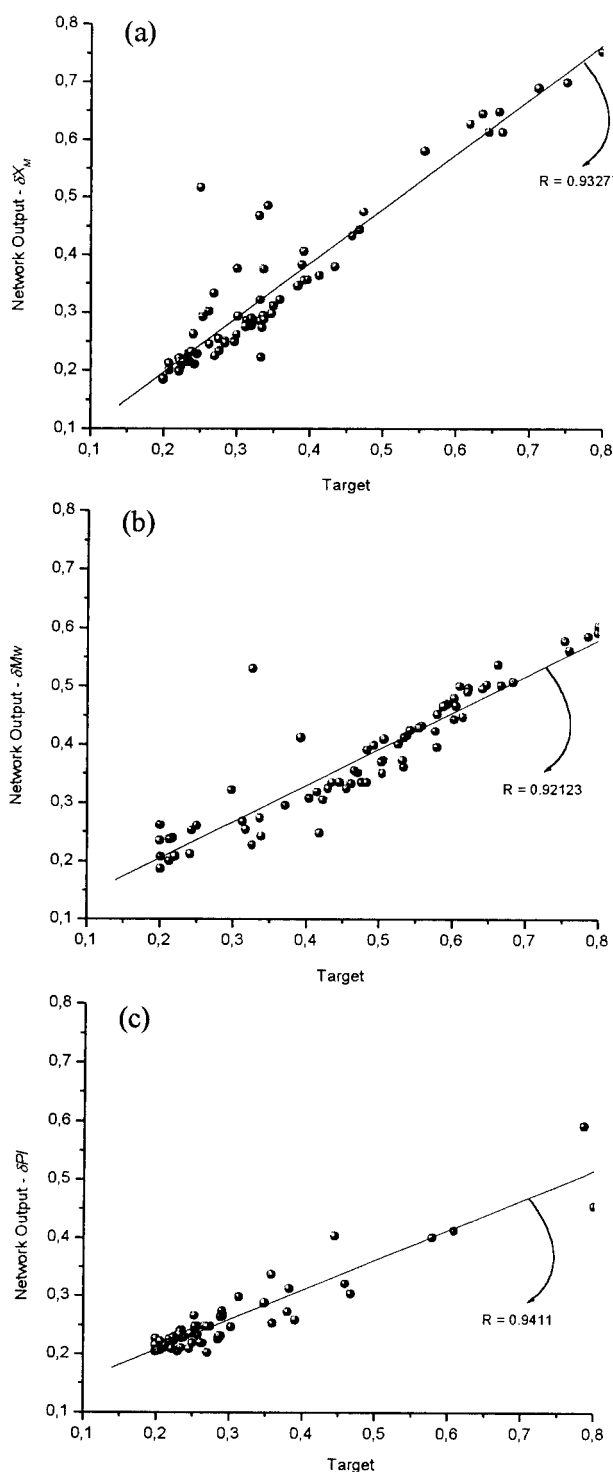 (a)
0,8
0,7
0,6
0,5
0,4
0,3
0,2
0,1
Network Output - δX_M
R = 0.93277
0,1 0,2 0,3 0,4 0,5 0,6 0,7 0,8
Target
(b)
0,8
0,7
0,6
0,5
0,4
0,3
0,2
0,1
Network Output - δMw
R = 0.92123
0,1 0,2 0,3 0,4 0,5 0,6 0,7 0,8
Target
(c)
0,8
0,7
0,6
0,5
0,4
0,3
0,2
0,1
Network Output - δPI
R = 0.9411
0,1 0,2 0,3 0,4 0,5 0,6 0,7 0,8
Target